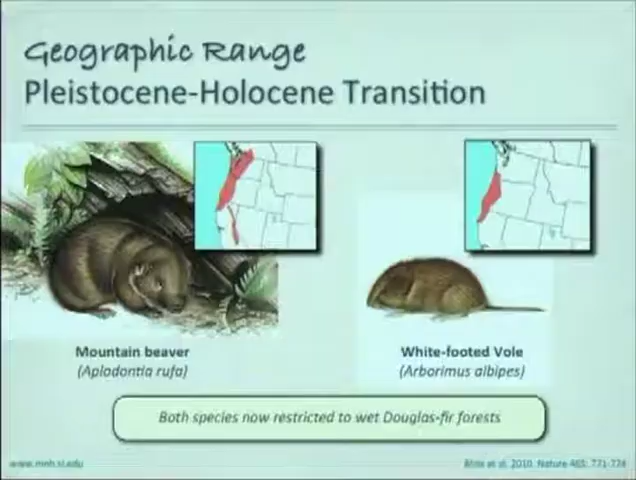 Geographic Range
Pleistocene-Holocene Transition
Mountain beaver
(Aplodontia rufa)
White-footed Vole
(Arborimus albipes)
Both species now restricted to wet Douglas-fir forests
www.mnh.si.edu
et al. 2010 Nature 465: 771-774